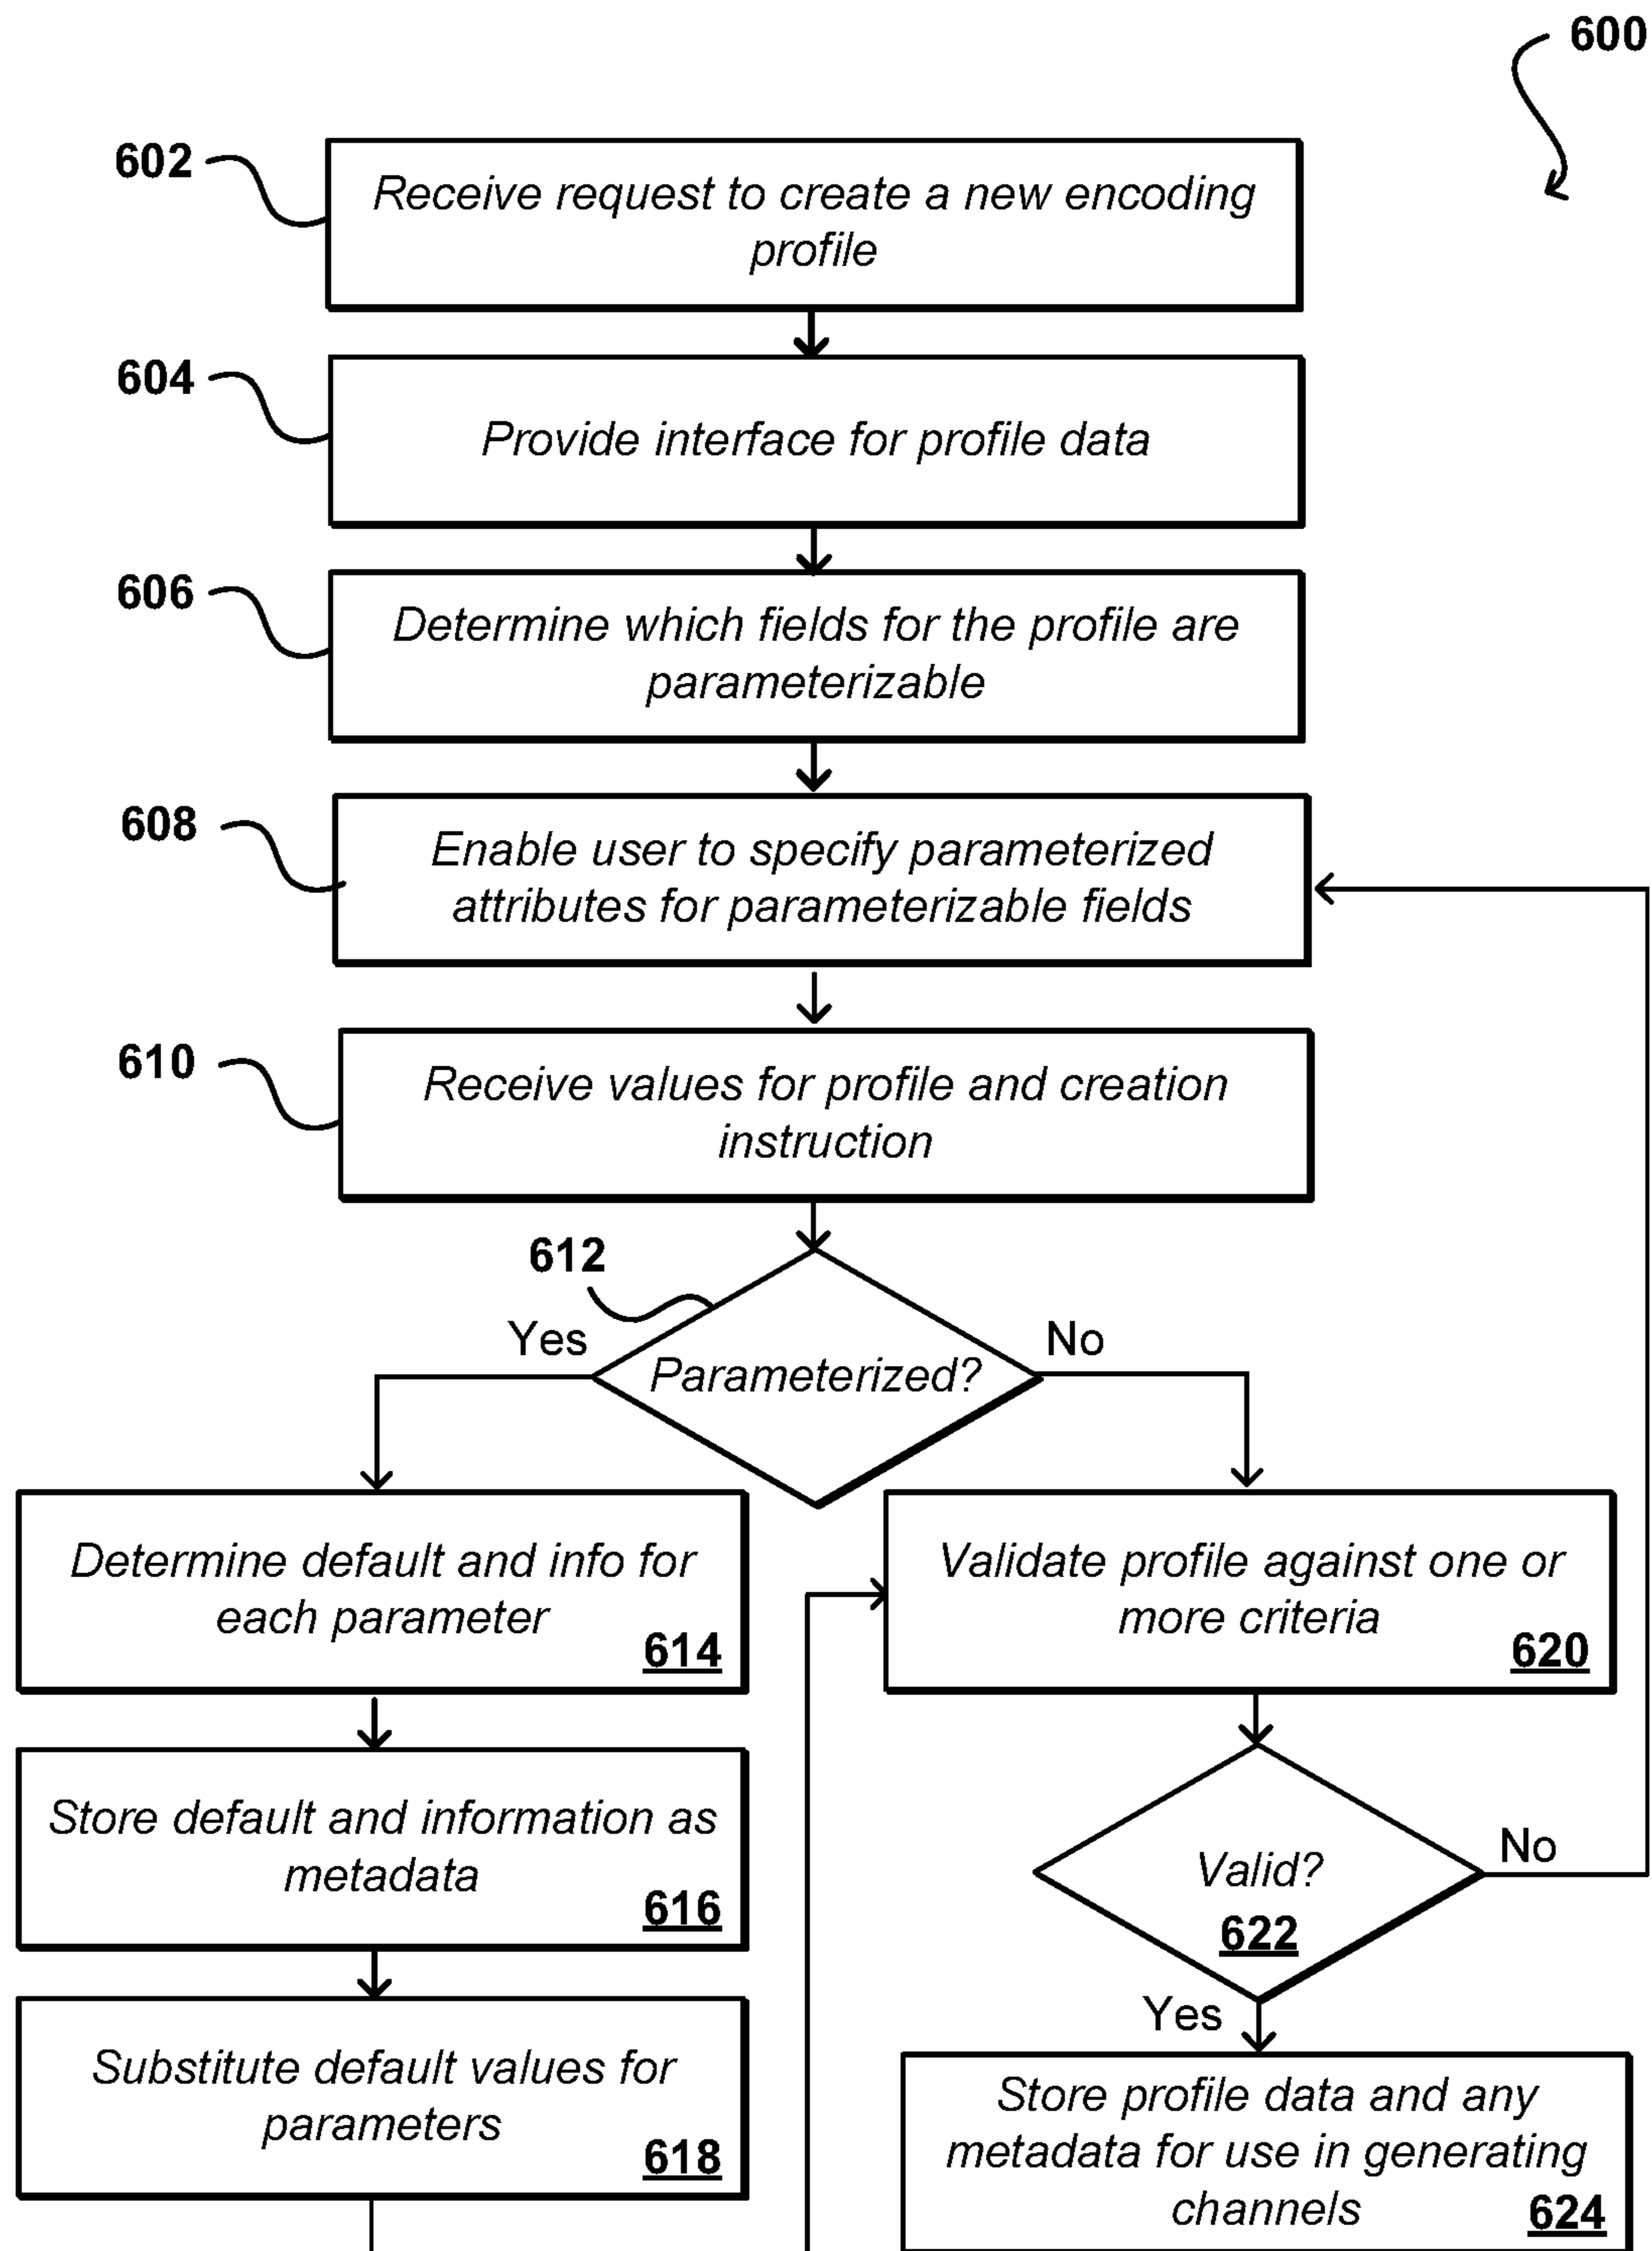 600
602
Receive request to create a new encoding
profile
604
Provide interface for profile data
606
Determine which fields for the profile are
parameterizable
608
Enable user to specify parameterized
attributes for parameterizable fields
610
Receive values for profile and creation
instruction
612
Yes
No
Parameterized?
Determine default and info for
each parameter
614
Validate profile against one or
more criteria
620
Store default and information as
metadata
616
Valid?
622
No
Yes
Substitute default values for
parameters
618
Store profile data and any
metadata for use in generating
channels
624